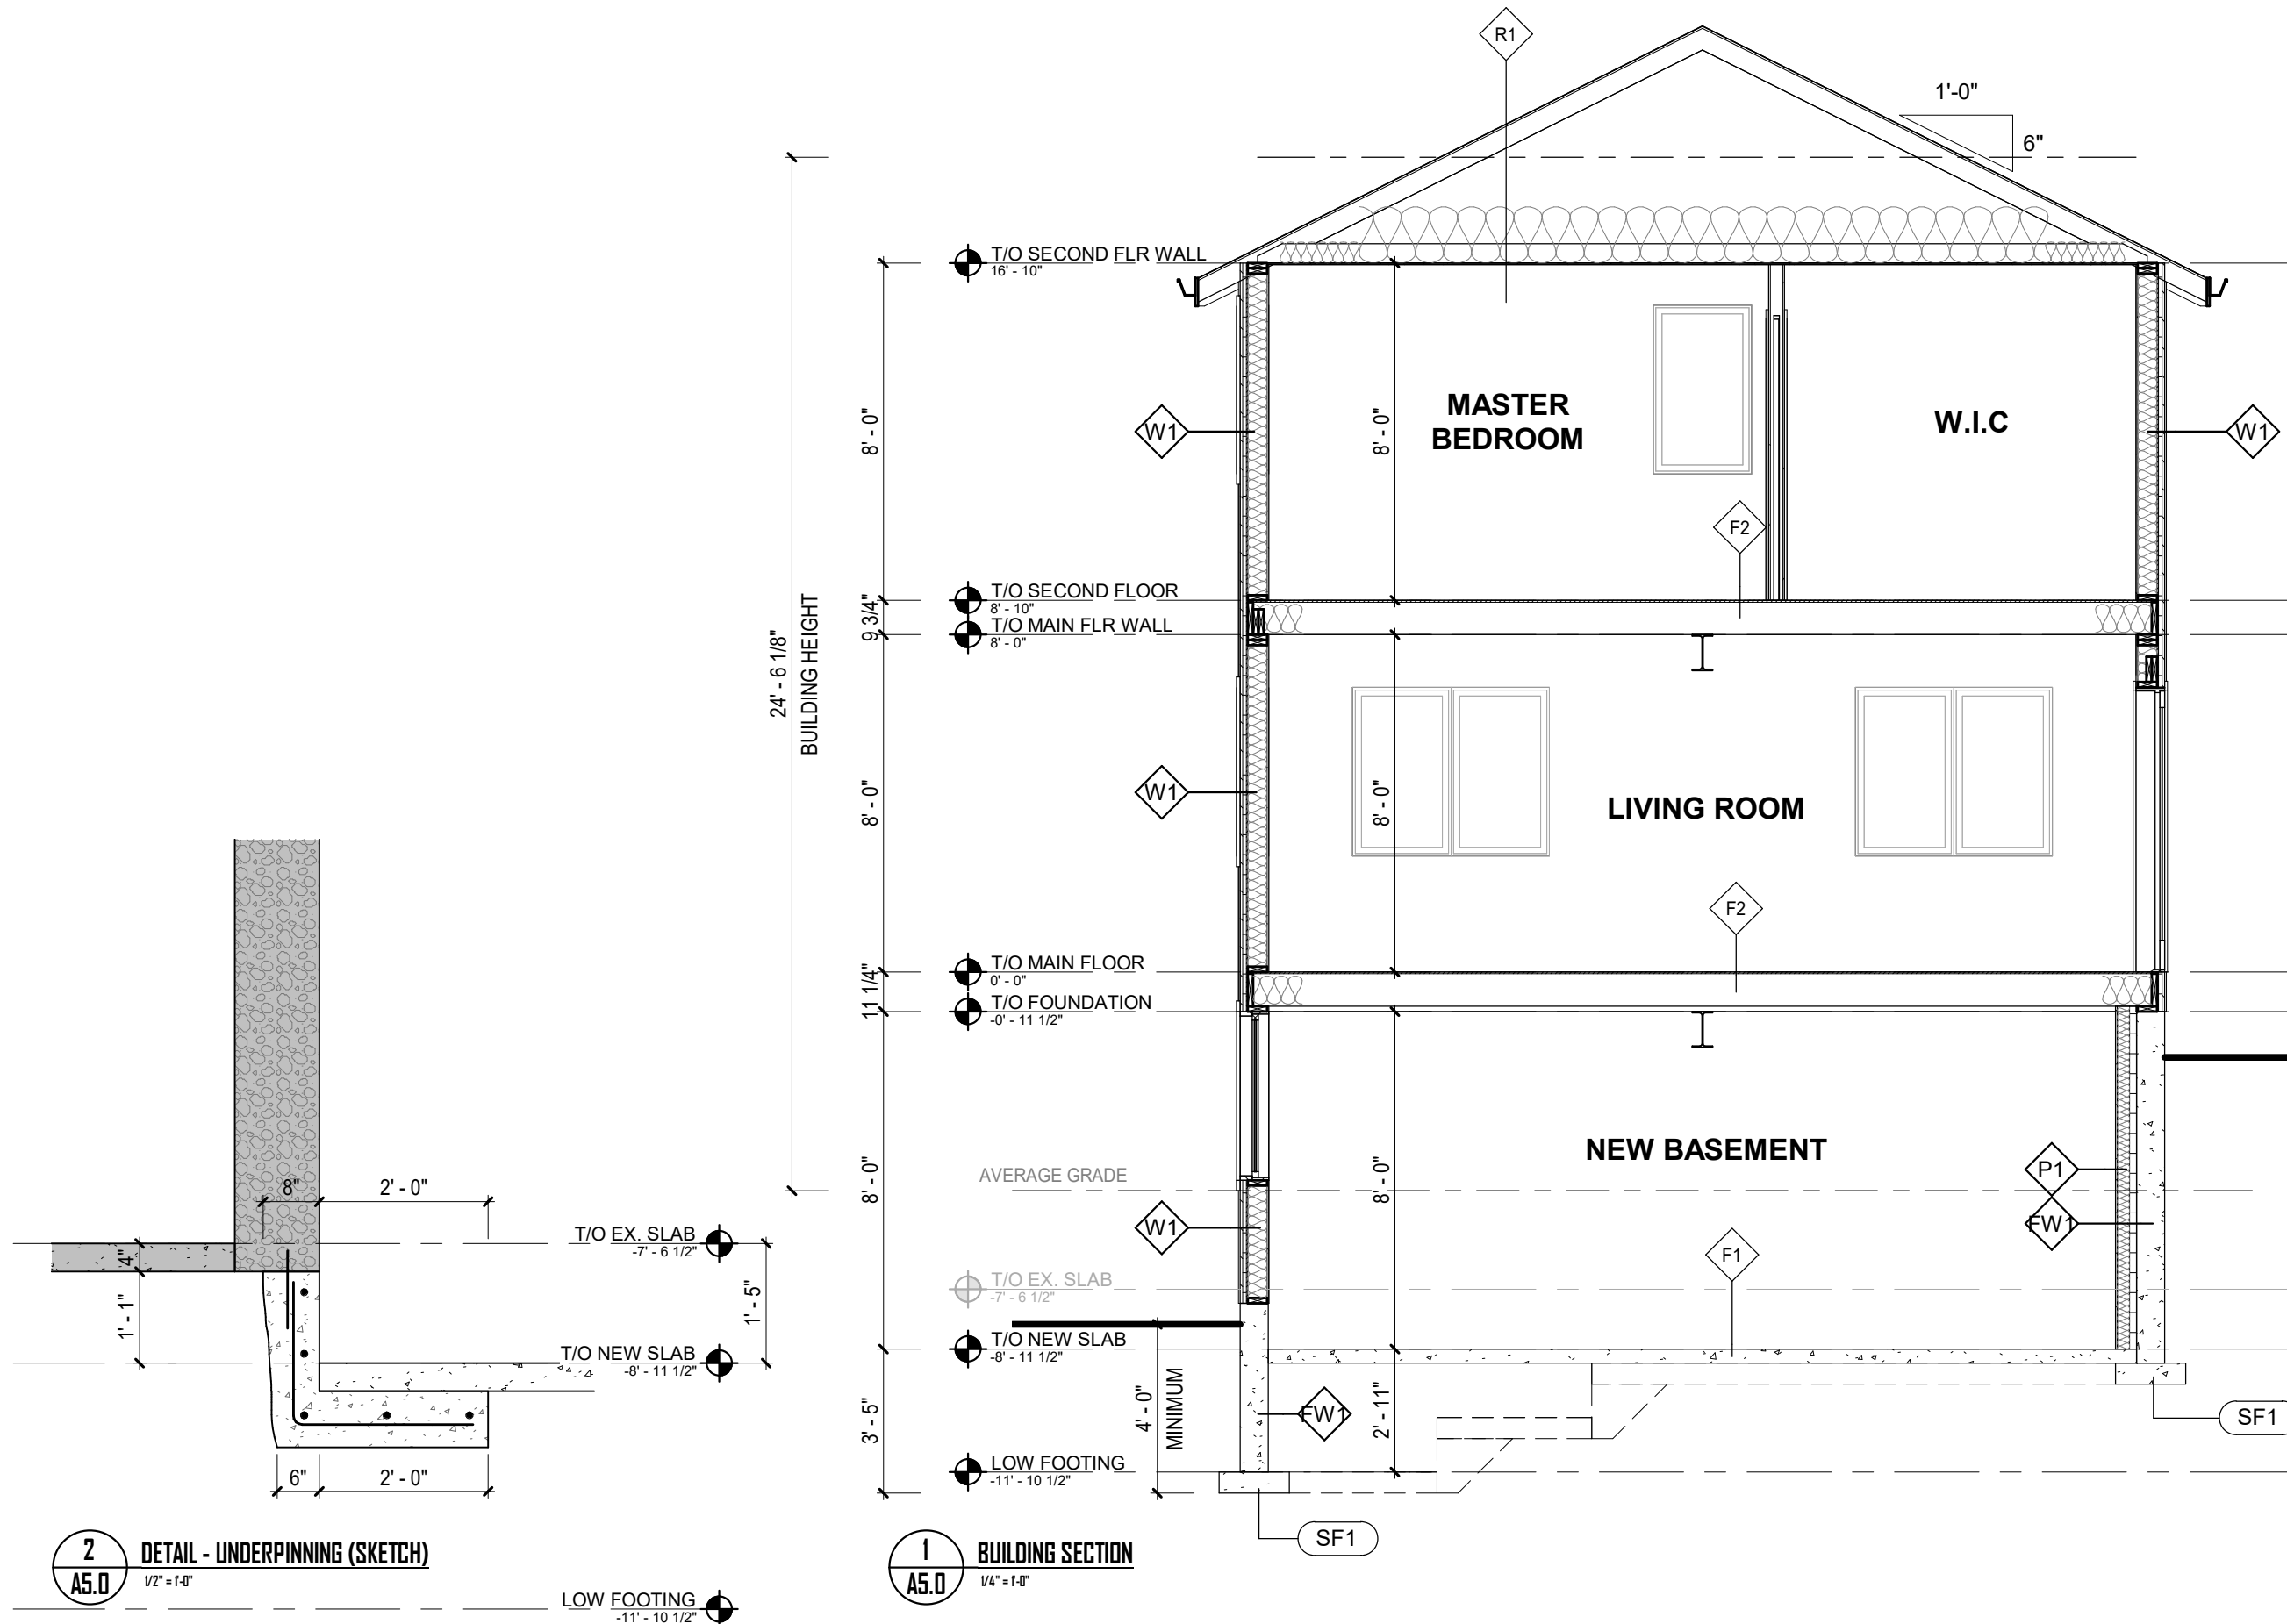 R1
1'-0"
6"
T/O SECOND FLR WALL
16' - 10"
8' - 0"
8' - 0"
MASTER
BEDROOM
W.I.C
W1
W1
F2
T/O SECOND FLOOR
8' - 10"
9 3/4"
T/O MAIN FLR WALL
8' - 0"
24' - 6 1/8"
BUILDING HEIGHT
W1
8' - 0"
8' - 0"
LIVING ROOM
F2
T/O MAIN FLOOR
0' - 0"
11 1/4"
T/O FOUNDATION
-0' - 11 1/2"
8' - 0"
8' - 0"
NEW BASEMENT
AVERAGE GRADE
P1
FW1
W1
F1
T/O EX. SLAB
-7' - 6 1/2"
T/O NEW SLAB
-8' - 11 1/2"
3' - 5"
4' - 0"
MINIMUM
FW1
2' - 11"
LOW FOOTING
-11' - 10 1/2"
SF1
SF1
1
A5.0
BUILDING SECTION
1/4" = 1'-0"
8"
2' - 0"
T/O EX. SLAB
-7' - 6 1/2"
4"
1' - 1"
1' - 5"
T/O NEW SLAB
-8' - 11 1/2"
6"
2' - 0"
2
A5.0
DETAIL - UNDERPINNING (SKETCH)
1/2" = 1'-0"
LOW FOOTING
-11' - 10 1/2"